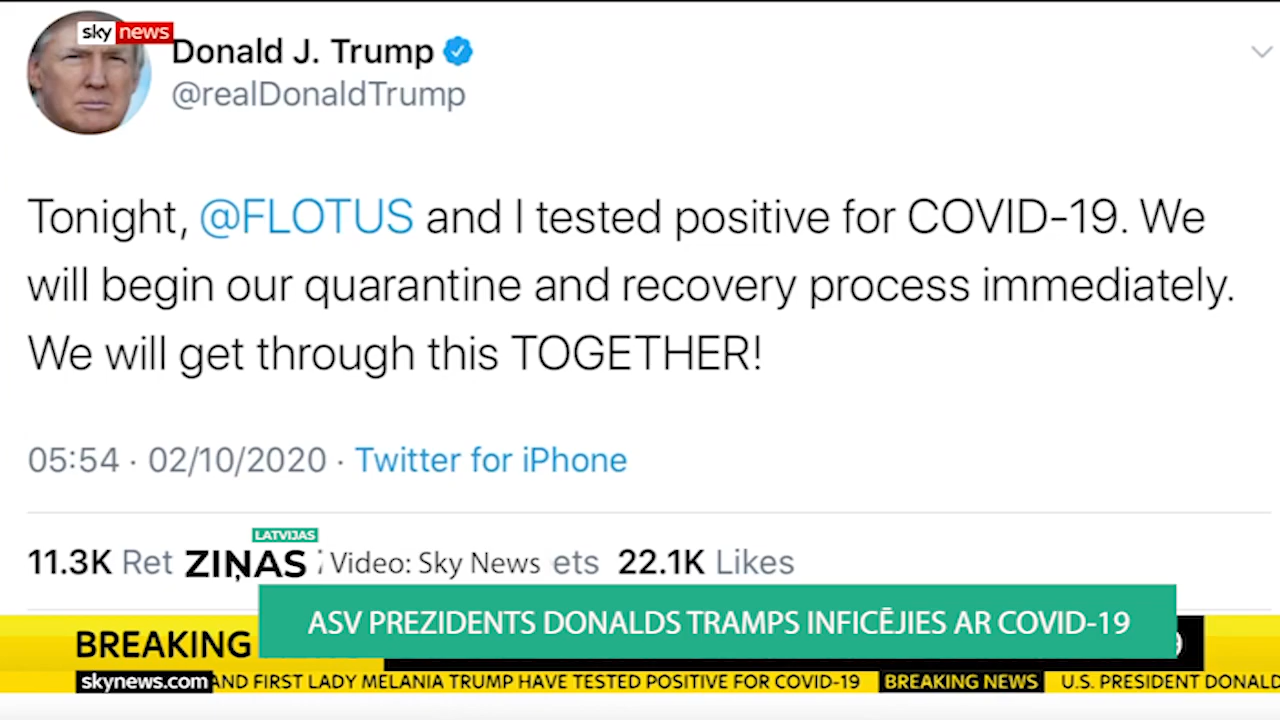 sky news
Donald J. Trump
@realDonaldTrump
Tonight, @FLOTUS and I tested positive for COVID-19. We
will begin our quarantine and recovery process immediately.
We will get through this TOGETHER!
05:54 · 02/10/2020 · Twitter for iPhone
LATVIJAS
11.3K Ret ZIŅAS Video: Sky News ets 22.1K Likes
ASV PREZIDENTS DONALDS TRAMPS INFICĒJIES AR COVID-19
BREAKING
skynews.com AND FIRST LADY MELANIA TRUMP HAVE TESTED POSITIVE FOR COVID-19 BREAKING NEWS U.S. PRESIDENT DONALD